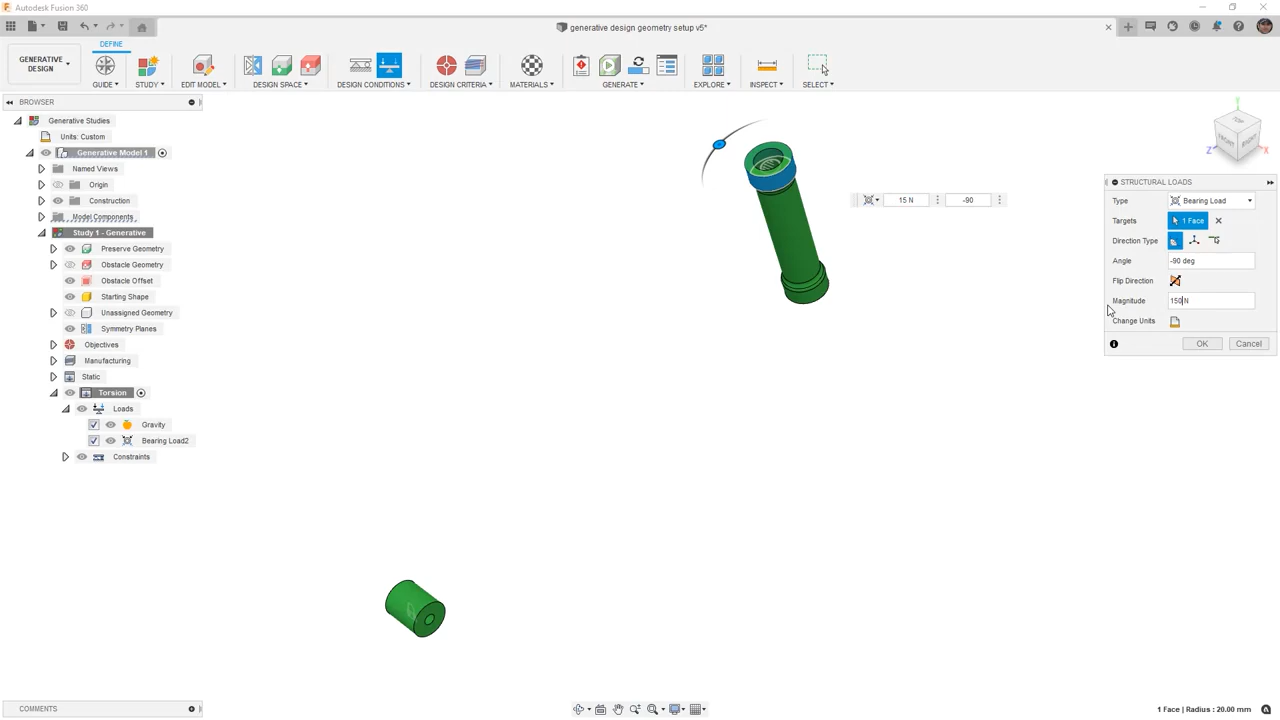 Autodesk Fusion 360
generative design geometry setup v5*
DEFINE
GENERATIVE DESIGN
GUIDE
STUDY
EDIT MODEL
DESIGN SPACE
DESIGN CONDITIONS
DESIGN CRITERIA
MATERIALS
GENERATE
EXPLORE
INSPECT
SELECT
BROWSER
Generative Studies
Units: Custom
Generative Model 1
Named Views
Origin
Construction
Model Components
Study 1 - Generative
Preserve Geometry
Obstacle Geometry
Obstacle Offset
Starting Shape
Unassigned Geometry
Symmetry Planes
Objectives
Manufacturing
Static
Torsion
Loads
Gravity
Bearing Load2
Constraints
15 N
-90
TOP
FRONT
RIGHT
Y
Z
X
STRUCTURAL LOADS
Type Bearing Load
Targets 1 Face
Direction Type
Angle -90 deg
Flip Direction
Magnitude 150 N
Change Units
OK Cancel
COMMENTS
1 Face | Radius : 20.00 mm